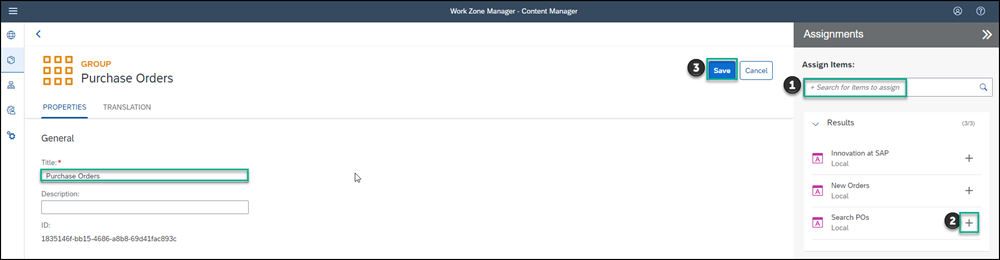 Work Zone Manager - Content Manager
GROUP
Purchase Orders
3
Save
Cancel
PROPERTIES
TRANSLATION
General
Title: *
Purchase Orders
Description:
ID:
1835146f-bb15-4686-a8b8-69d41fac893c
Assignments
Assign Items:
1
+ Search for items to assign
Results
(3/3)
Innovation at SAP
Local
New Orders
Local
Search POs
Local
2